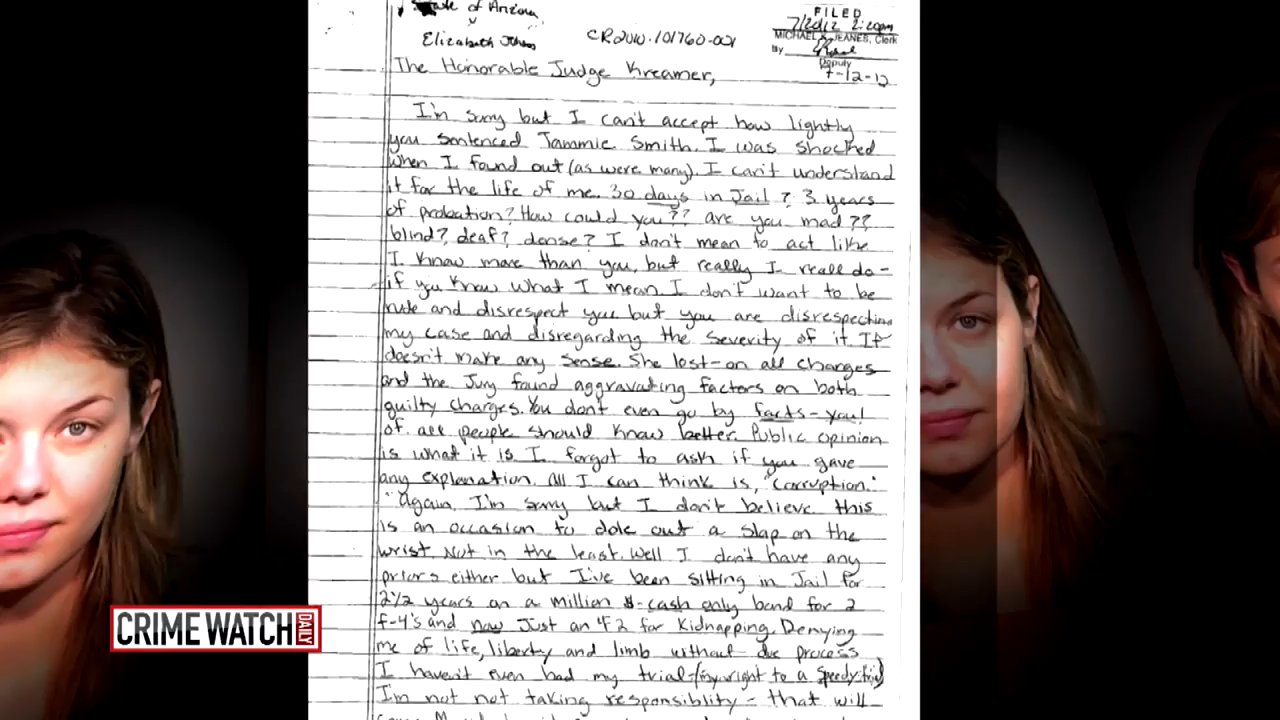 State of Arizona
v
Elizabeth Johnson
CR2010-101760-001
FILED
7/20/12 2:20pm
MICHAEL K. JEANES, Clerk
By
Deputy
7-12-12
The Honorable Judge Kreamer,
I'm sorry but I can't accept how lightly
you sentenced Tammie Smith. I was shocked
when I found out (as were many). I can't understand
it for the life of me. 30 days in Jail? 3 years
of probation? How could you?? are you mad??
blind? deaf? dense? I don't mean to act like
I know more than you, but really I reall do-
if you know what I mean. I don't want to be
rude and disrespect you but you are disrespecting
my case and disregarding the severity of it. It
doesn't make any sense. She lost-on all charges
and the Jury found aggravating factors on both
guilty charges. You don't even go by facts-you!
of all people should know better. Public opinion
is what it is I forgot to ask if you gave
any explanation. all I can think is, "Corruption."
Again, I'm sorry but I don't believe this
is an occasion to dole out a slap on the
wrist. Not in the least. Well I don't have any
priors either but I've been sitting in Jail for
2 1/2 years on a million $-cash only bond for 2
F-4's and now Just an F2 for Kidnapping. Denying
me of life, liberty and limb without due process
I haven't even had my trial-(my right to a speedy trial)
I'm not not taking responsiblity - that will
CRIME WATCH DAILY